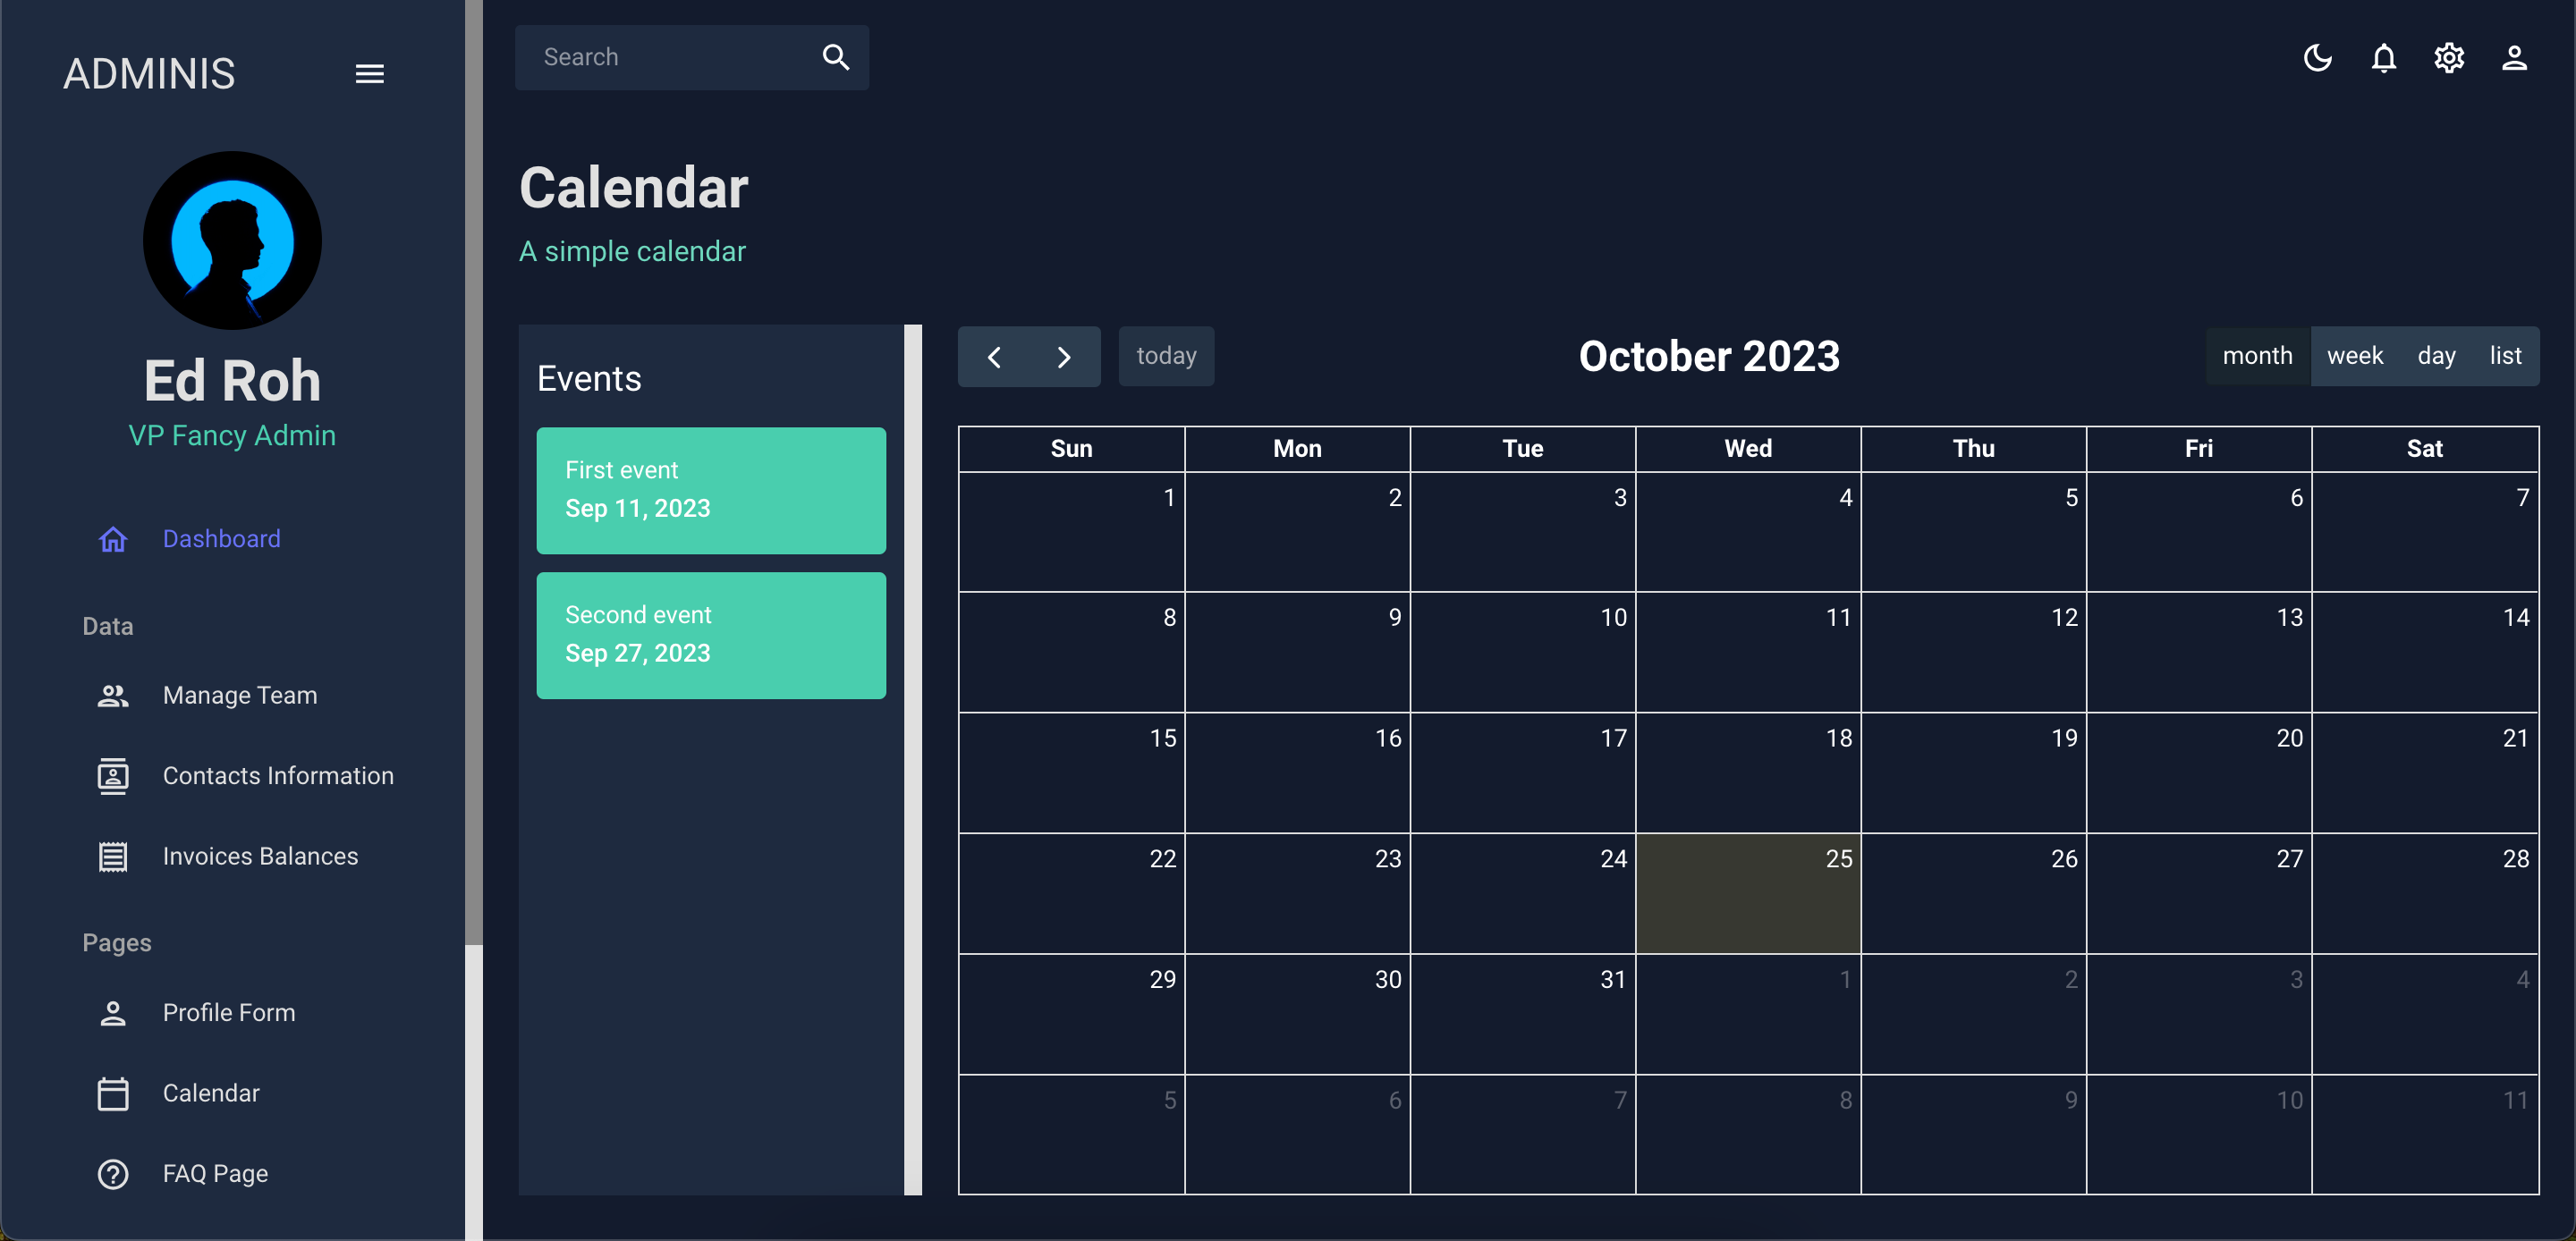 ADMINIS
Ed Roh
VP Fancy Admin
Dashboard
Data
Manage Team
Contacts Information
Invoices Balances
Pages
Profile Form
Calendar
FAQ Page
Search
Calendar
A simple calendar
Events
First event
Sep 11, 2023
Second event
Sep 27, 2023
today
October 2023
month week day list
Sun Mon Tue Wed Thu Fri Sat
1 2 3 4 5 6 7
8 9 10 11 12 13 14
15 16 17 18 19 20 21
22 23 24 25 26 27 28
29 30 31 1 2 3 4
5 6 7 8 9 10 11